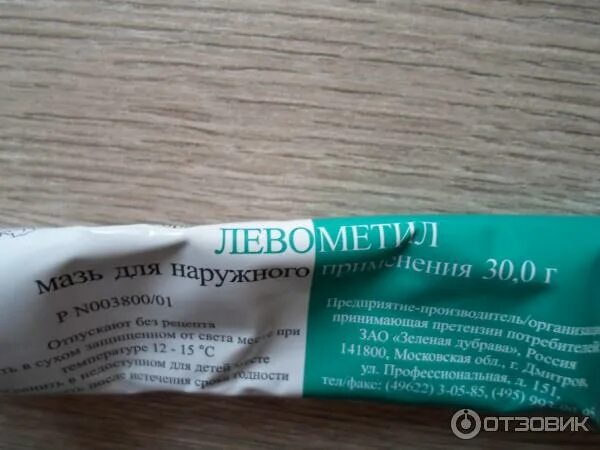 ЛЕВОМЕТИЛ
мазь для наружного применения 30,0 г
Р N003800/01
Отпускают без рецепта
в сухом защищенном от света месте при
температуре 12 - 15 °С
в недоступном для детей месте
после истечения срока годности
Предприятие-производитель/организация
принимающая претензии потребителей
ЗАО «Зеленая дубрава», Россия
141800, Московская обл., г. Дмитров,
ул. Профессиональная, д. 151,
тел/факс: (49622) 3-05-85, (495)
ОТЗОВИК